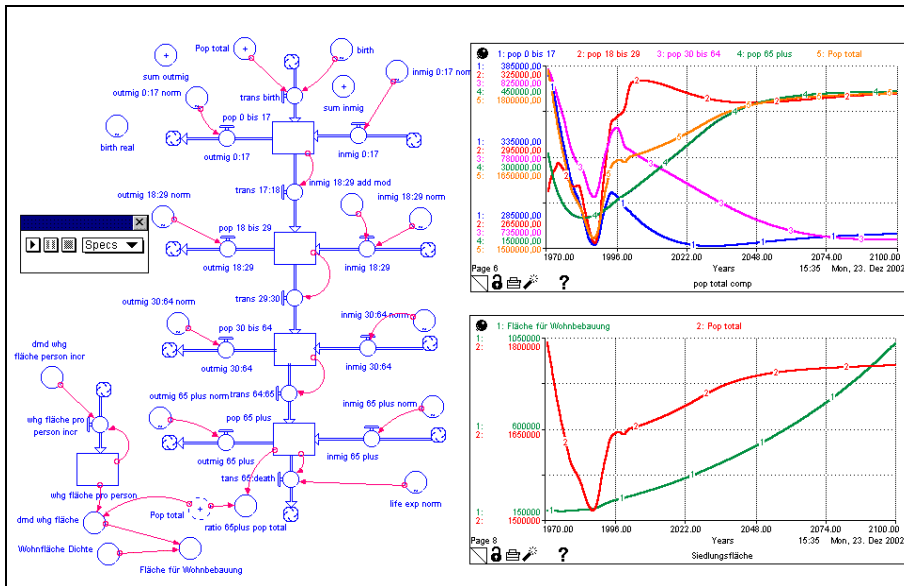 Pop total
birth
sum outmig
sum inmig
inmig 0:17 norm
outmig 0:17 norm
trans birth
pop 0 bis 17
birth real
outmig 0:17
inmig 0:17
trans 17:18
inmig 18:29 add mod
outmig 18:29 norm
inmig 18:29 norm
pop 18 bis 29
outmig 18:29
inmig 18:29
Specs
trans 29:30
outmig 30:64 norm
inmig 30:64 norm
pop 30 bis 64
outmig 30:64
inmig 30:64
dmd whg
fläche person incr
trans 64:65
outmig 65 plus norm
inmig 65 plus norm
pop 65 plus
whg fläche pro
person incr
outmig 65 plus
inmig 65 plus
tans 65:death
whg fläche pro person
life exp norm
Pop total
ratio 65plus pop total
dmd whg fläche
Wohnfläche Dichte
Fläche für Wohnbebauung
1: pop 0 bis 17 2: pop 18 bis 29 3: pop 30 bis 64 4: pop 65 plus 5: Pop total
1: 385000,00
2: 325000,00
3: 825000,00
4: 450000,00
5: 1800000,00
1: 335000,00
2: 295000,00
3: 780000,00
4: 300000,00
5: 1650000,00
1: 285000,00
2: 265000,00
3: 735000,00
4: 150000,00
5: 1500000,00
1970.00 1996.00 2022.00 2048.00 2074.00 2100.00
Page 6 Years 15:35 Mon, 23. Dez 2002
pop total comp
?
1: Fläche für Wohnbebauung 2: Pop total
1: 1050000
2: 1800000
1: 600000
2: 1650000
1: 150000
2: 1500000
1970.00 1996.00 2022.00 2048.00 2074.00 2100.00
Page 8 Years 15:35 Mon, 23. Dez 2002
Siedlungsfläche
?